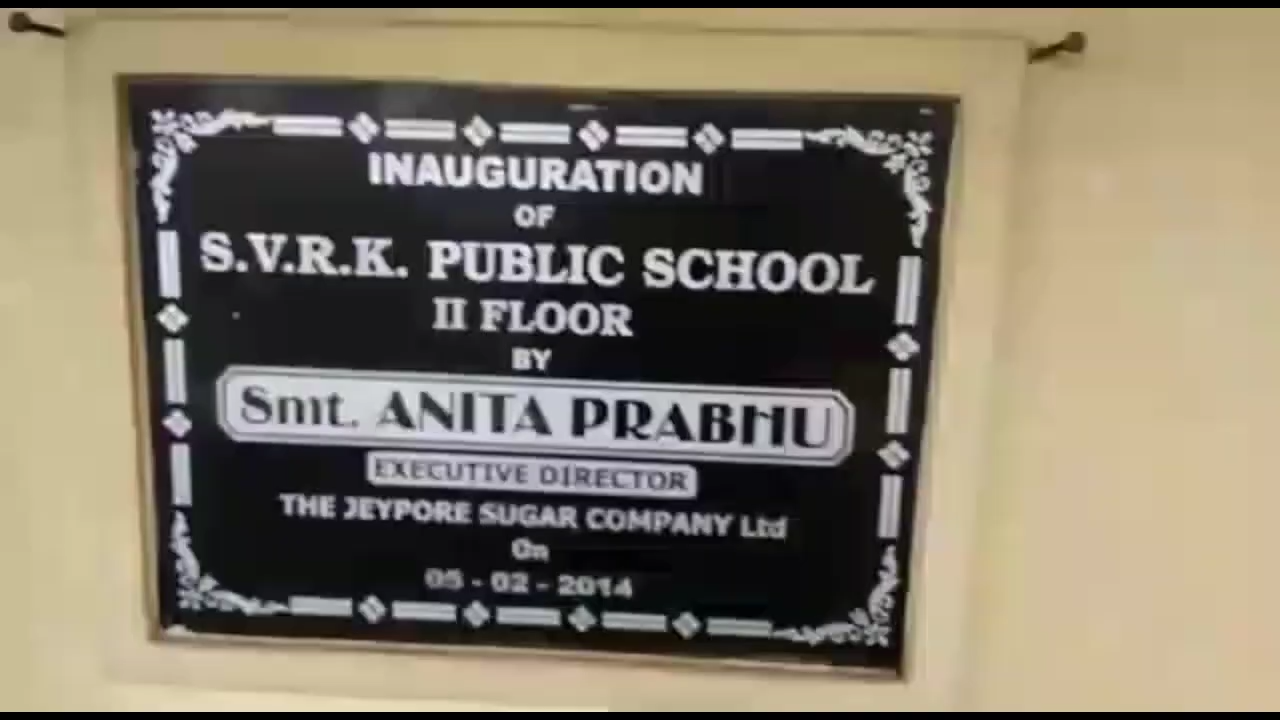 INAUGURATION
OF
S.V.R.K. PUBLIC SCHOOL
II FLOOR
BY
Smt. ANITA PRABHU
EXECUTIVE DIRECTOR
THE JEYPORE SUGAR COMPANY Ltd
On
05 - 02 - 2014